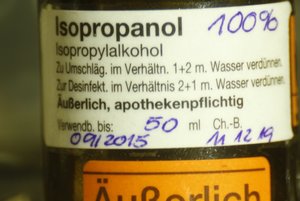 Isopropanol 100%
Isopropylalkohol
Zu Umschläg. im Verhältn. 1+2 m. Wasser verdünnen.
Zur Desinfekt. im Verhältnis 2+1 m. Wasser verdünnen.
Äußerlich, apothekenpflichtig
Verwendb. bis: 50 ml Ch.-B.
09/2015 11 12 19
Äußerlich